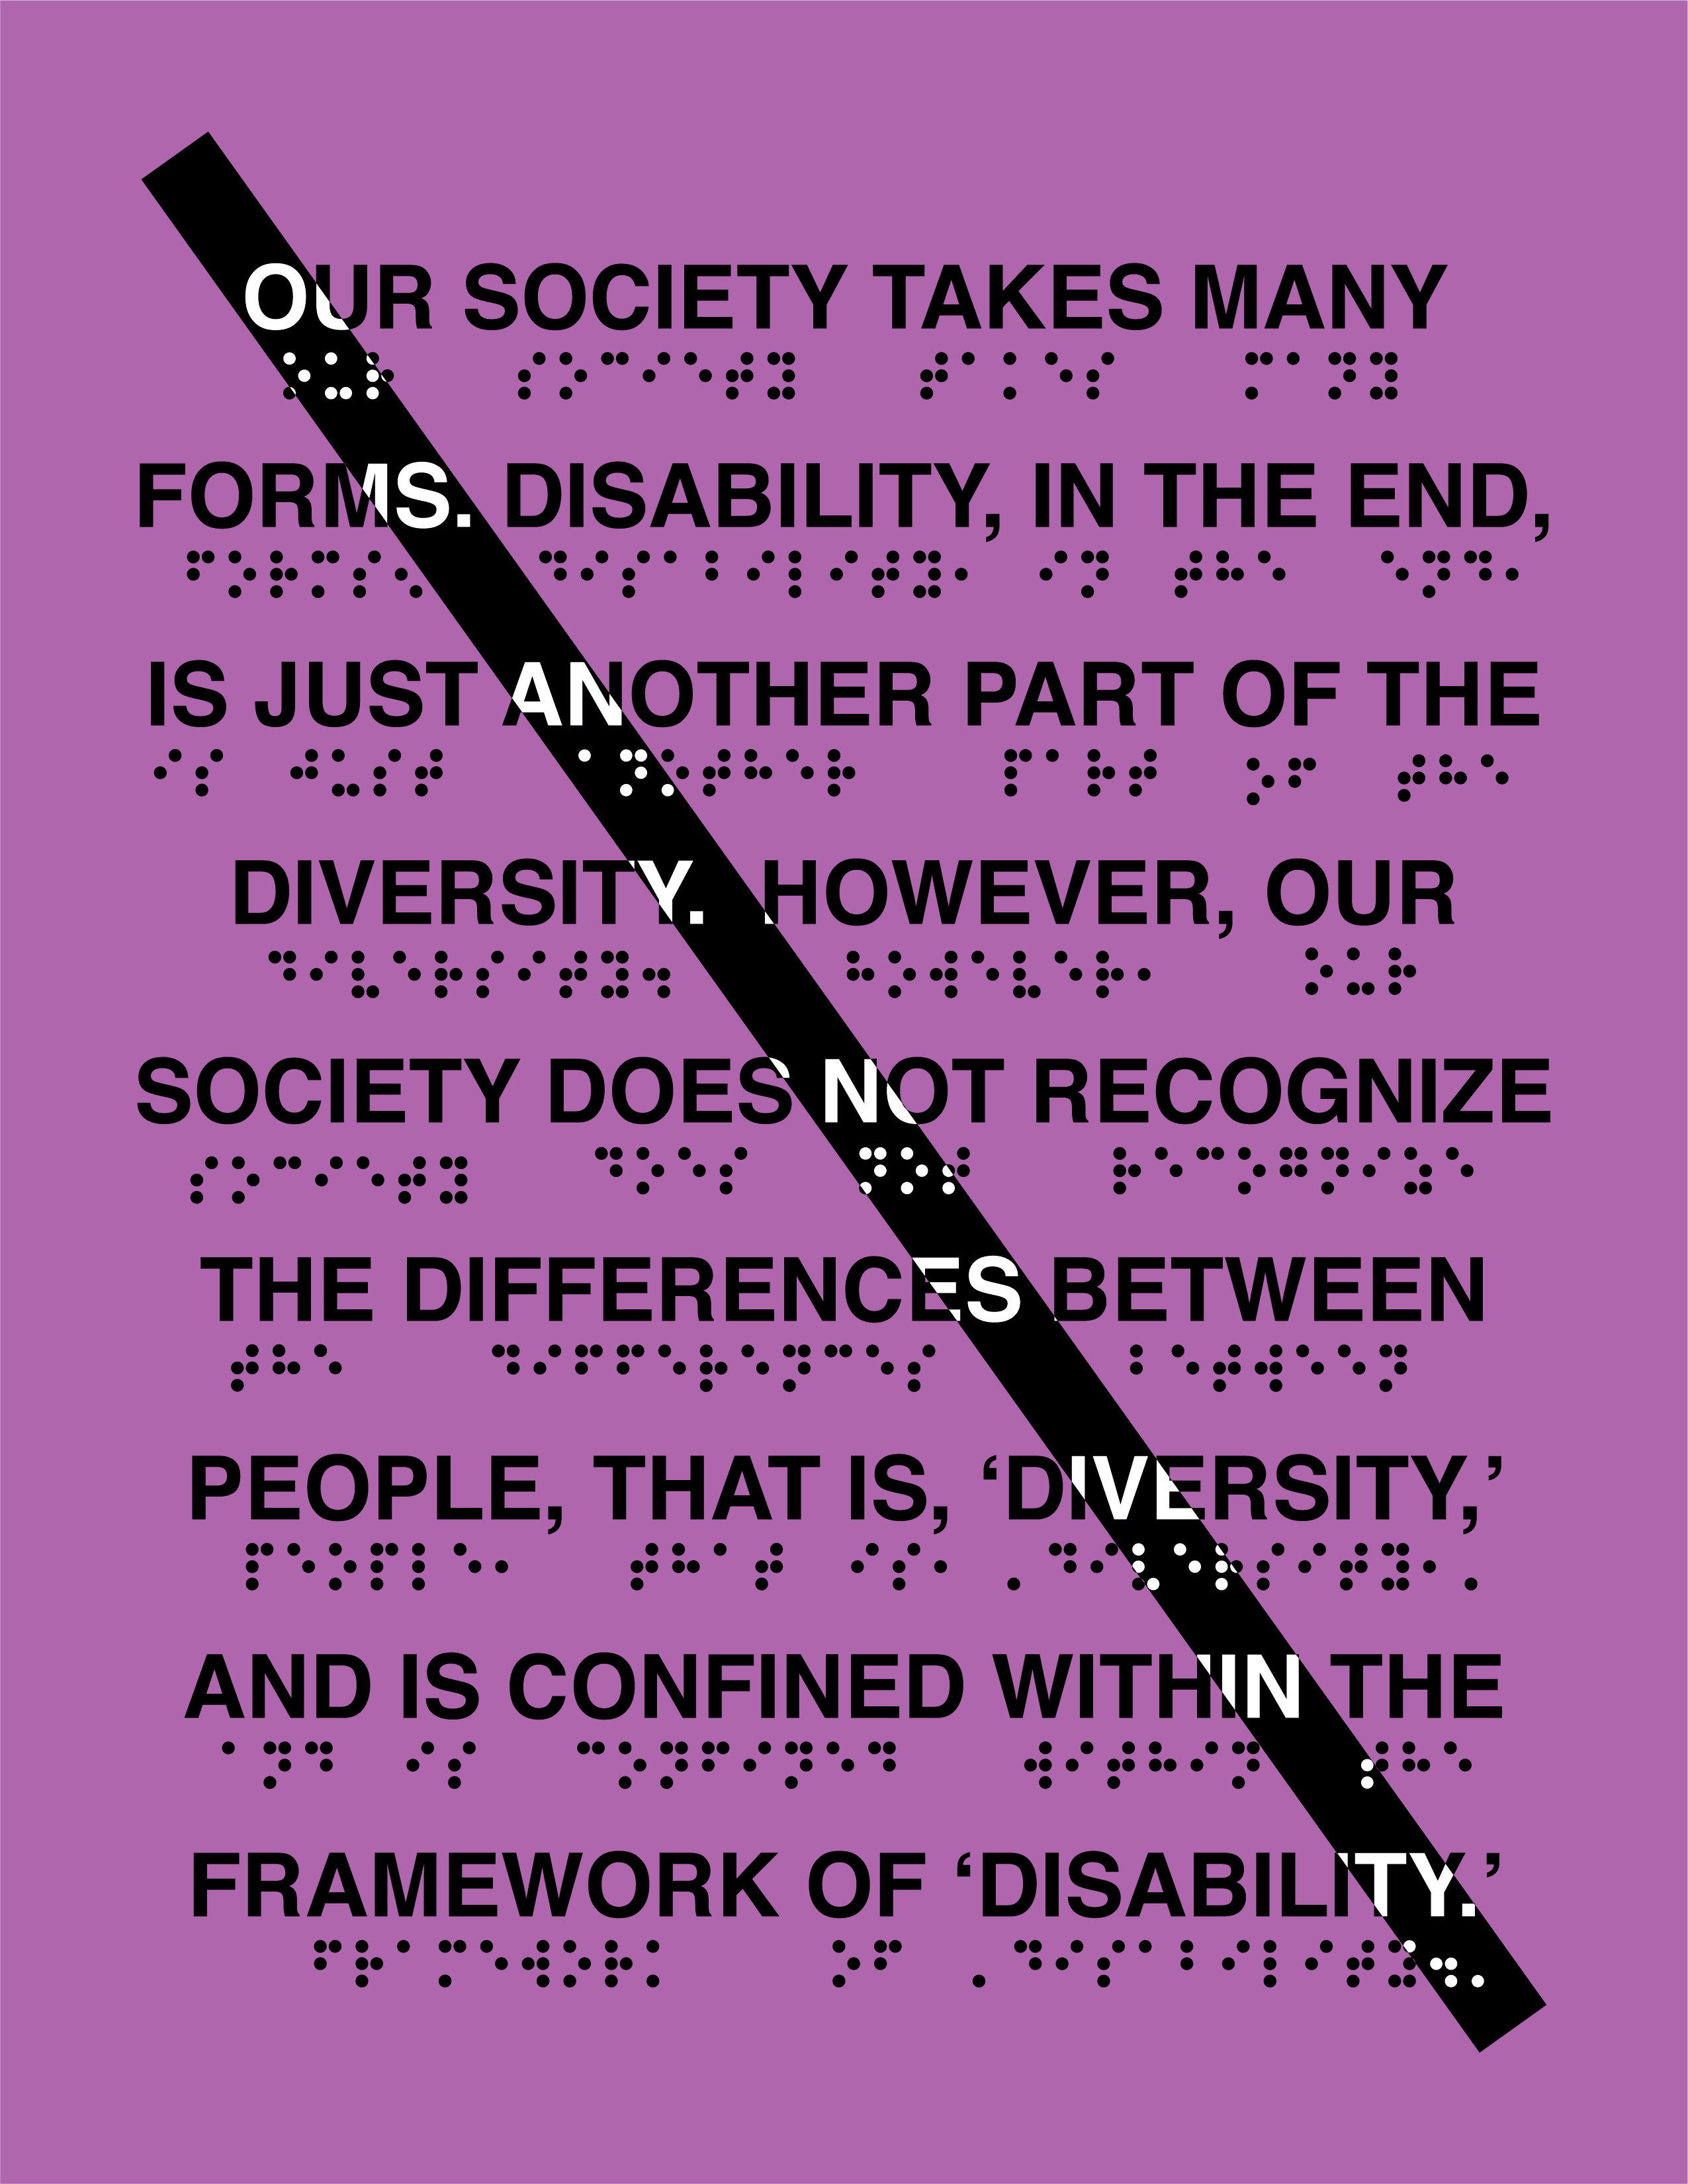 OUR SOCIETY TAKES MANY
⠕⠥⠗ ⠎⠕⠉⠊⠑⠞⠽ ⠞⠁⠅⠑⠎ ⠍⠁⠝⠽
FORMS. DISABILITY, IN THE END,
⠋⠕⠗⠍⠎⠲ ⠙⠊⠎⠁⠃⠊⠇⠊⠞⠽⠂ ⠊⠝ ⠞⠓⠑ ⠑⠝⠙⠂
IS JUST ANOTHER PART OF THE
⠊⠎ ⠚⠥⠎⠞ ⠁⠝⠕⠞⠓⠑⠗ ⠏⠁⠗⠞ ⠕⠋ ⠞⠓⠑
DIVERSITY. HOWEVER, OUR
⠙⠊⠧⠑⠗⠎⠊⠞⠽⠲ ⠓⠕⠺⠑⠧⠑⠗⠂ ⠕⠥⠗
SOCIETY DOES NOT RECOGNIZE
⠎⠕⠉⠊⠑⠞⠽ ⠙⠕⠑⠎ ⠝⠕⠞ ⠗⠑⠉⠕⠛⠝⠊⠵⠑
THE DIFFERENCES BETWEEN
⠞⠓⠑ ⠙⠊⠋⠋⠑⠗⠑⠝⠉⠑⠎ ⠃⠑⠞⠺⠑⠑⠝
PEOPLE, THAT IS, ‘DIVERSITY,’
⠏⠑⠕⠏⠇⠑⠂ ⠞⠓⠁⠞ ⠊⠎⠂ ⠄⠙⠊⠧⠑⠗⠎⠊⠞⠽⠂⠄
AND IS CONFINED WITHIN THE
⠁⠝⠙ ⠊⠎ ⠉⠕⠝⠋⠊⠝⠑⠙ ⠺⠊⠞⠓⠊⠝ ⠞⠓⠑
FRAMEWORK OF ‘DISABILITY.’
⠋⠗⠁⠍⠑⠺⠕⠗⠅ ⠕⠋ ⠄⠙⠊⠎⠁⠃⠊⠇⠊⠞⠽⠲⠄